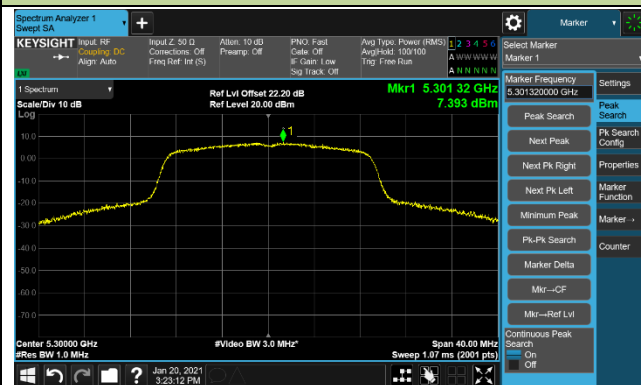 Spectrum Analyzer 1
Swept SA
+
Marker
KEYSIGHT
Input: RF
Coupling: DC
Align: Auto
Input Z: 50 Ω
Corrections: Off
Freq Ref: Int (S)
Atten: 10 dB
Preamp: Off
PNO: Fast
Gate: Off
IF Gain: Low
Sig Track: Off
Avg Type: Power (RMS)
Avg|Hold: 100/100
Trig: Free Run
1 2 3 4 5 6
A W W W W W
A N N N N N
LXI
Select Marker
Marker 1
1 Spectrum
Scale/Div 10 dB
Log
Ref Lvl Offset 22.20 dB
Ref Level 20.00 dBm
Mkr1 5.301 32 GHz
7.393 dBm
1
10.0
0.00
-10.0
-20.0
-30.0
-40.0
-50.0
-60.0
-70.0
Center 5.30000 GHz
#Res BW 1.0 MHz
#Video BW 3.0 MHz*
Span 40.00 MHz
Sweep 1.07 ms (2001 pts)
Marker Frequency
5.301320000 GHz
Peak Search
Next Peak
Next Pk Right
Next Pk Left
Minimum Peak
Pk-Pk Search
Marker Delta
Mkr→CF
Mkr→Ref Lvl
Continuous Peak
Search
On
Off
Settings
Peak
Search
Pk Search
Config
Properties
Marker
Function
Marker→
Counter
?
Jan 20, 2021
3:23:12 PM